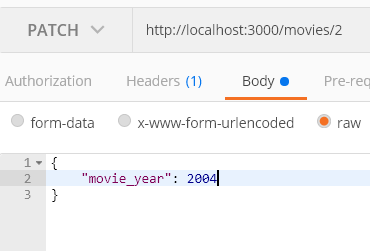 PATCH http://localhost:3000/movies/2
Authorization Headers (1) Body Pre-req
form-data x-www-form-urlencoded raw
1 {
2 "movie_year": 2004
3 }